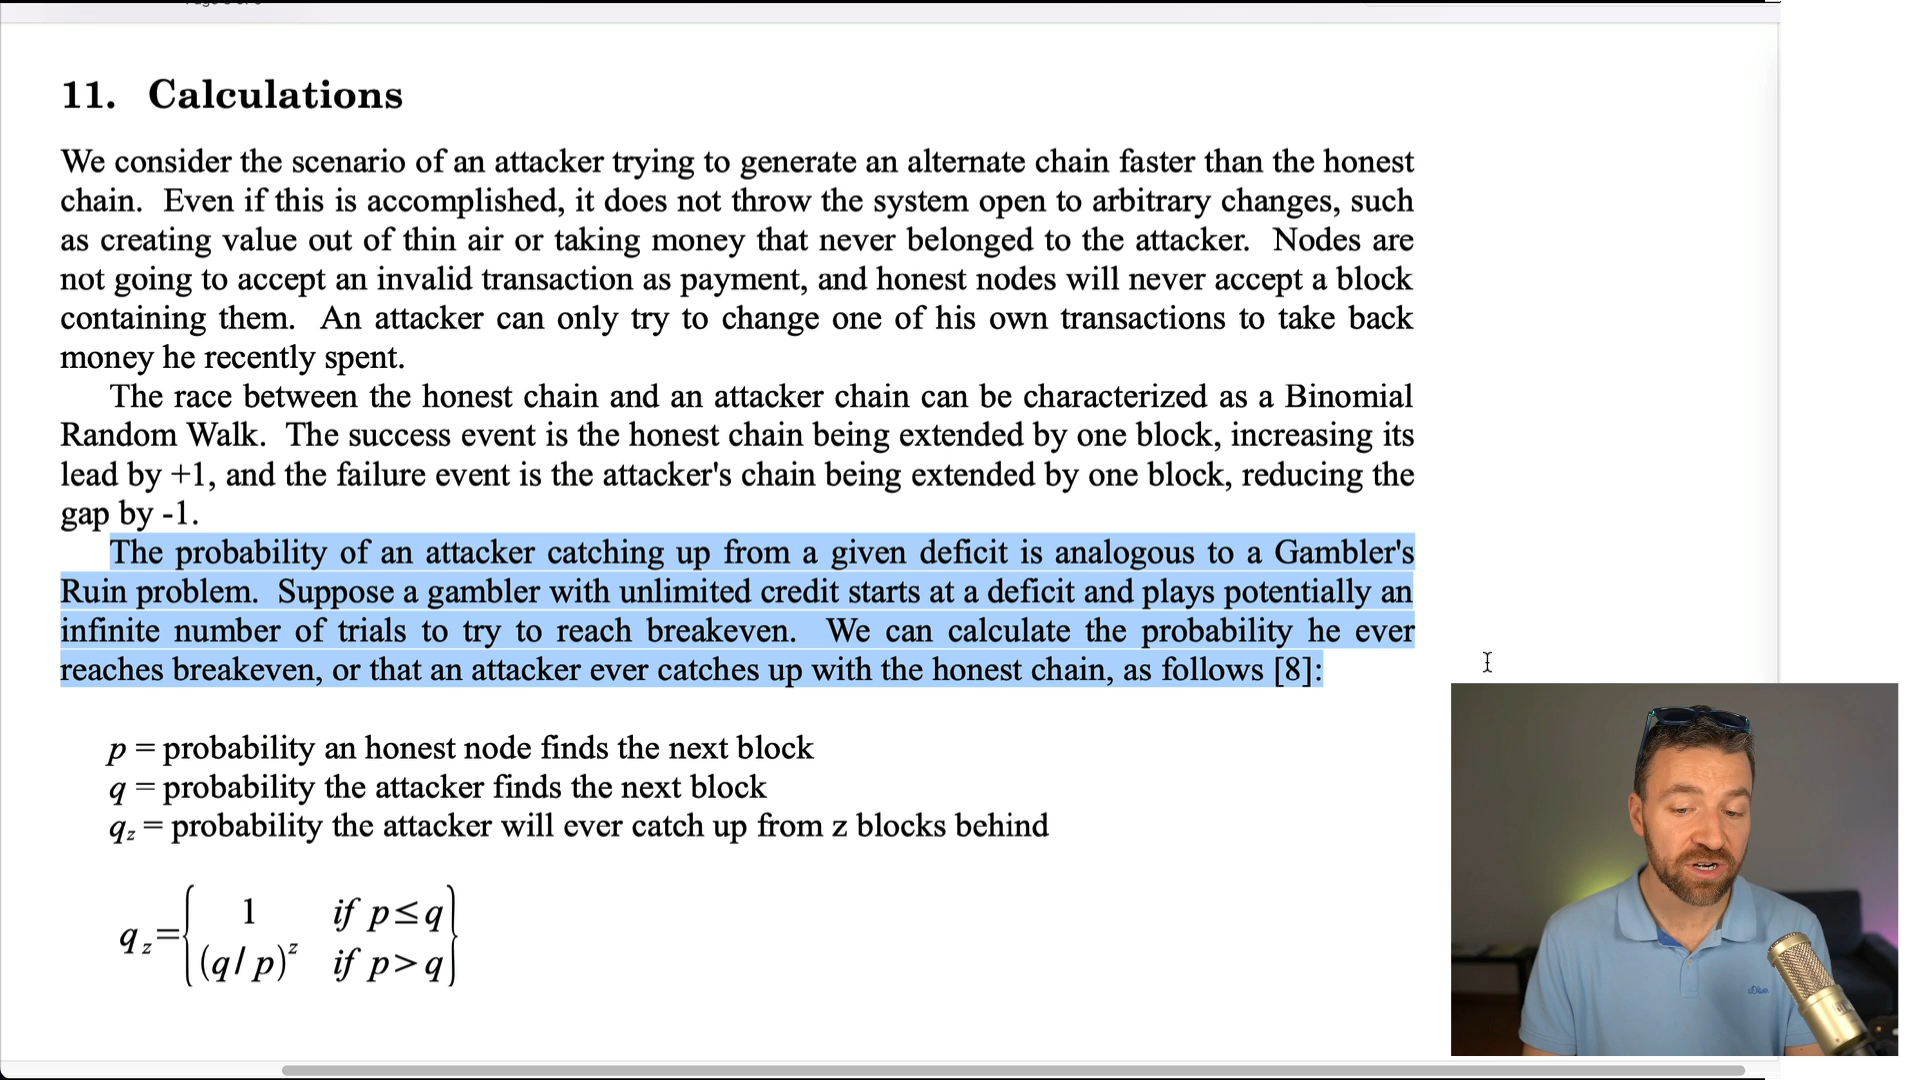 11. Calculations
We consider the scenario of an attacker trying to generate an alternate chain faster than the honest
chain. Even if this is accomplished, it does not throw the system open to arbitrary changes, such
as creating value out of thin air or taking money that never belonged to the attacker. Nodes are
not going to accept an invalid transaction as payment, and honest nodes will never accept a block
containing them. An attacker can only try to change one of his own transactions to take back
money he recently spent.
The race between the honest chain and an attacker chain can be characterized as a Binomial
Random Walk. The success event is the honest chain being extended by one block, increasing its
lead by +1, and the failure event is the attacker's chain being extended by one block, reducing the
gap by -1.
The probability of an attacker catching up from a given deficit is analogous to a Gambler's
Ruin problem. Suppose a gambler with unlimited credit starts at a deficit and plays potentially an
infinite number of trials to try to reach breakeven. We can calculate the probability he ever
reaches breakeven, or that an attacker ever catches up with the honest chain, as follows [8]:
p = probability an honest node finds the next block
q = probability the attacker finds the next block
q_z = probability the attacker will ever catch up from z blocks behind
q_z = { 1 if p ≤ q
(q/p)^z if p > q }
s.Oliver